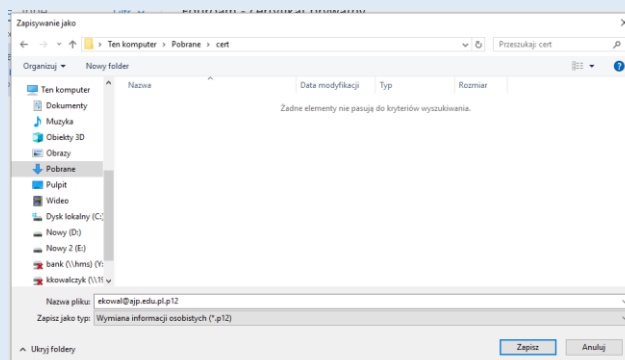 Zapisywanie jako
Ten komputer › Pobrane › cert
Przeszukaj: cert
Organizuj
Nowy folder
Nazwa
Data modyfikacji
Typ
Rozmiar
Żadne elementy nie pasują do kryteriów wyszukiwania.
Ten komputer
Dokumenty
Muzyka
Obiekty 3D
Obrazy
Pobrane
Pulpit
Wideo
Dysk lokalny (C:
Nowy (D:)
Nowy 2 (E:)
bank (\\hms) (Y:
kkowalczyk (\\19
Nazwa pliku: ekowal@ajp.edu.pl.p12
Zapisz jako typ: Wymiana informacji osobistych (*.p12)
Ukryj foldery
Zapisz
Anuluj